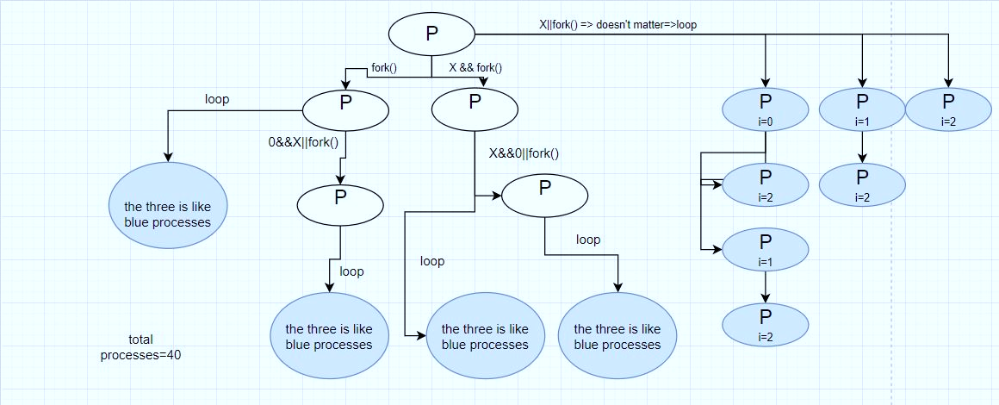 P
X||fork() => doesn't matter=>loop
fork()
X && fork()
P
P
P
i=0
P
i=1
P
i=2
loop
0&&X||fork()
X&&0||fork()
the three is like
blue processes
P
P
P
i=2
P
i=2
loop
P
i=1
loop
loop
P
i=2
the three is like
blue processes
the three is like
blue processes
the three is like
blue processes
total
processes=40